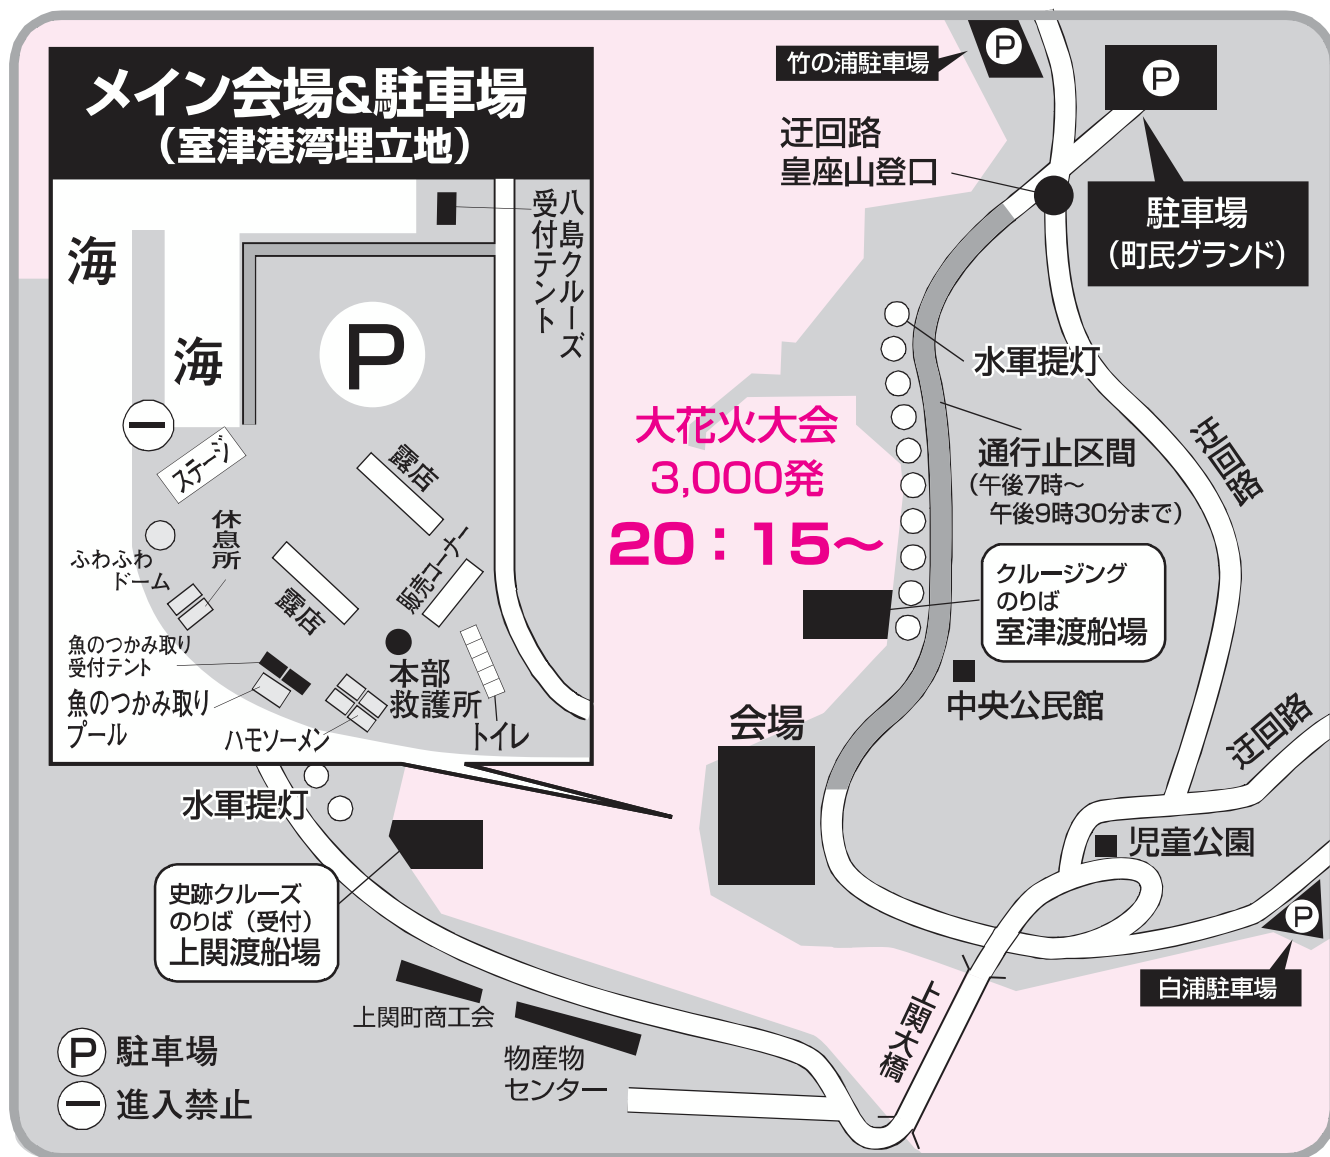 メイン会場&駐車場
（室津港湾埋立地）
海
海
八島クルーズ
受付テント
P
ステージ
露店
休息所
ふわふわ
ドーム
露店
販売コーナー
魚のつかみ取り
受付テント
魚のつかみ取り
プール
本部
救護所
ハモソーメン
トイレ
竹の浦駐車場
P
P
迂回路
皇座山登口
駐車場
（町民グランド）
水軍提灯
大花火大会
3,000発
20：15〜
通行止区間
（午後7時〜
午後9時30分まで）
迂回路
クルージング
のりば
室津渡船場
中央公民館
会場
迂回路
児童公園
P
白浦駐車場
水軍提灯
史跡クルーズ
のりば（受付）
上関渡船場
上関町商工会
物産物
センター
上関大橋
P 駐車場
進入禁止